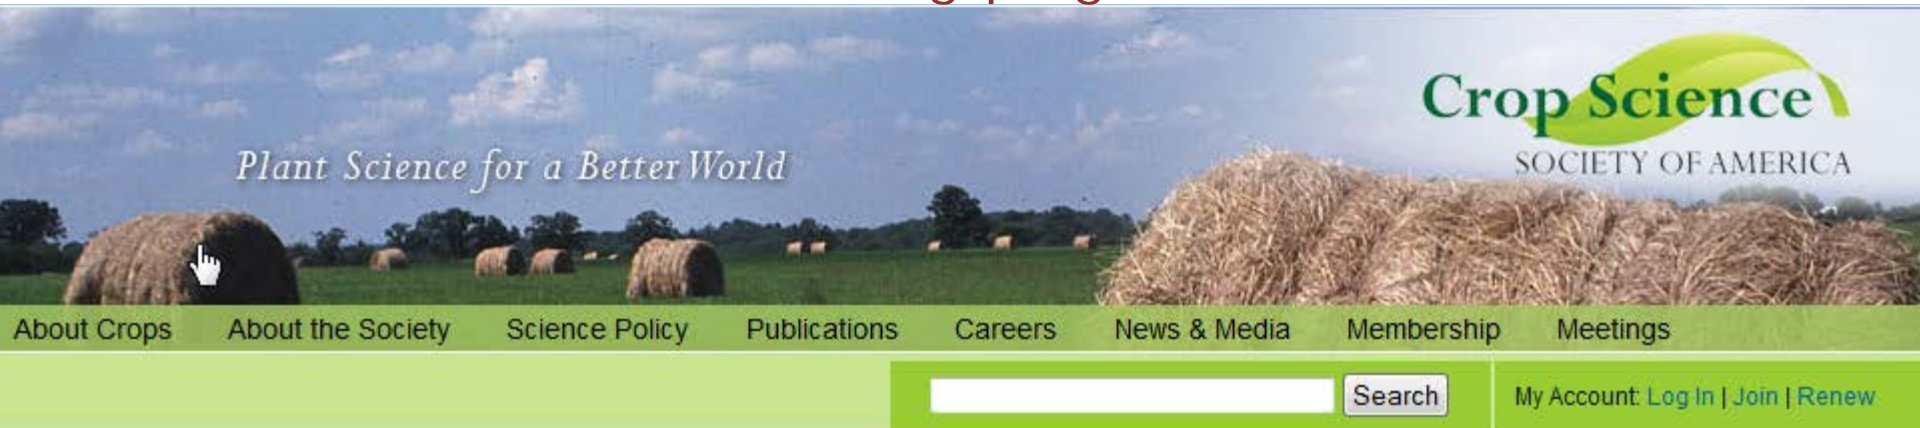 Crop Science
SOCIETY OF AMERICA
Plant Science for a Better World
About Crops About the Society Science Policy Publications Careers News & Media Membership Meetings
Search My Account: Log In | Join | Renew